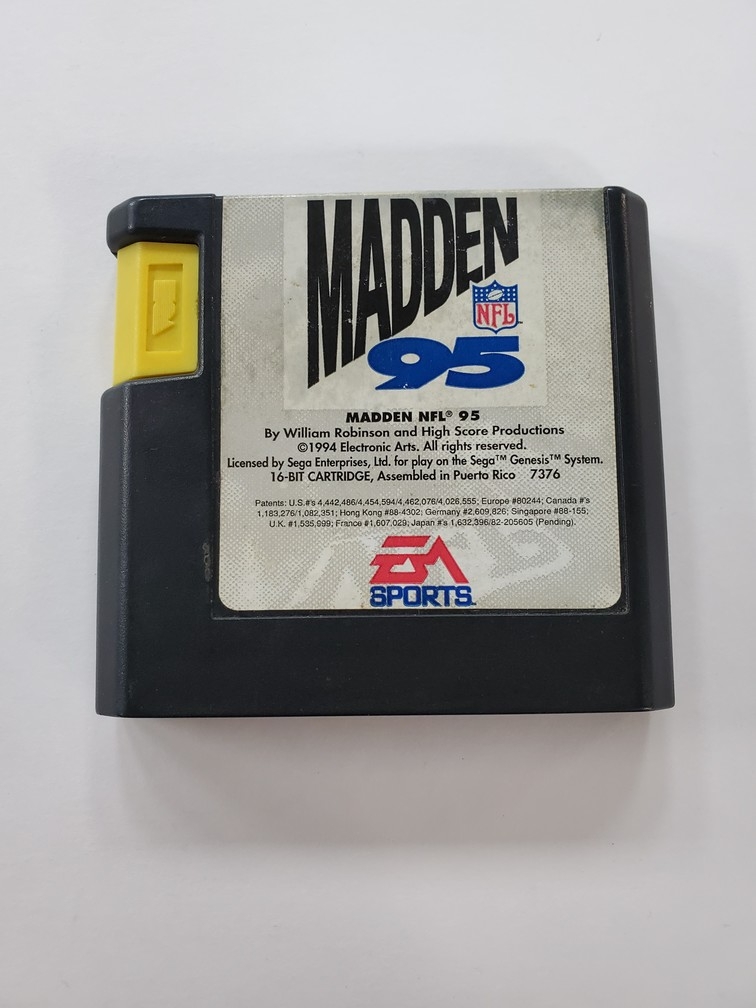 MADDEN
NFL
95
MADDEN NFL® 95
By William Robinson and High Score Productions
©1994 Electronic Arts. All rights reserved.
Licensed by Sega Enterprises, Ltd. for play on the Sega™ Genesis™ System.
16-BIT CARTRIDGE, Assembled in Puerto Rico 7376
Patents: U.S.#'s 4,442,486/4,454,594/4,462,076/4,026,555; Europe #80244; Canada #'s
1,183,276/1,082,351; Hong Kong #88-4302; Germany #2,609,826; Singapore #88-155;
U.K. #1,535,999; France #1,607,029; Japan #'s 1,632,396/82-205605 (Pending).
EA
SPORTS